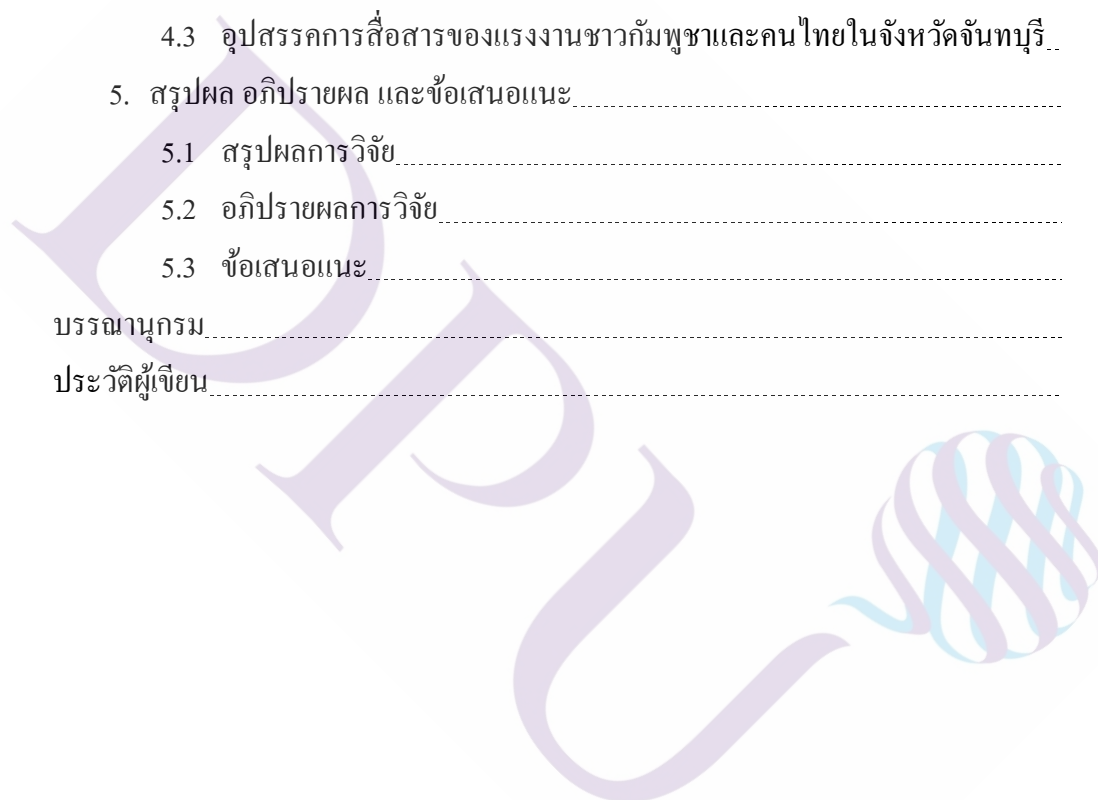 4.3 อุปสรรคการสื่อสารของแรงงานชาวกัมพูชาและคนไทยในจังหวัดจันทบุรี
5. สรุปผล อภิปรายผล และข้อเสนอแนะ
5.1 สรุปผลการวิจัย
5.2 อภิปรายผลการวิจัย
5.3 ข้อเสนอแนะ
บรรณานุกรม
ประวัติผู้เขียน
DPU